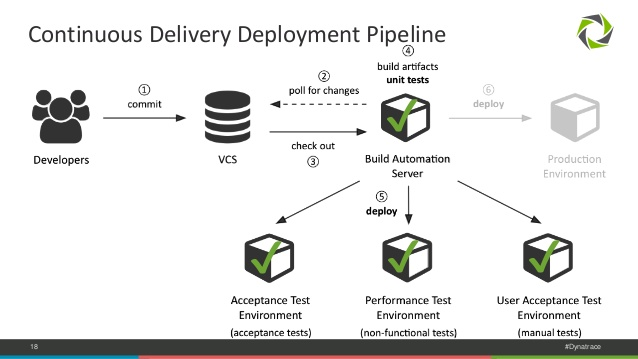 Continuous Delivery Deployment Pipeline
① 
commit
②
poll for changes
④
build artifacts
unit tests
⑥
deploy
check out
③
Developers
VCS
Build Automation
Server
Production
Environment
⑤
deploy
Acceptance Test
Environment
(acceptance tests)
Performance Test
Environment
(non-functional tests)
User Acceptance Test
Environment
(manual tests)
18
#Dynatrace